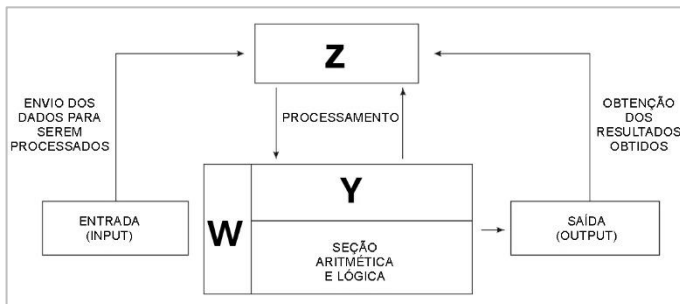 Z
ENVIO DOS
DADOS PARA
SEREM
PROCESSADOS
PROCESSAMENTO
OBTENÇÃO
DOS
RESULTADOS
OBTIDOS
ENTRADA
(INPUT)
W
Y
SEÇÃO
ARITMÉTICA
E LÓGICA
SAÍDA
(OUTPUT)